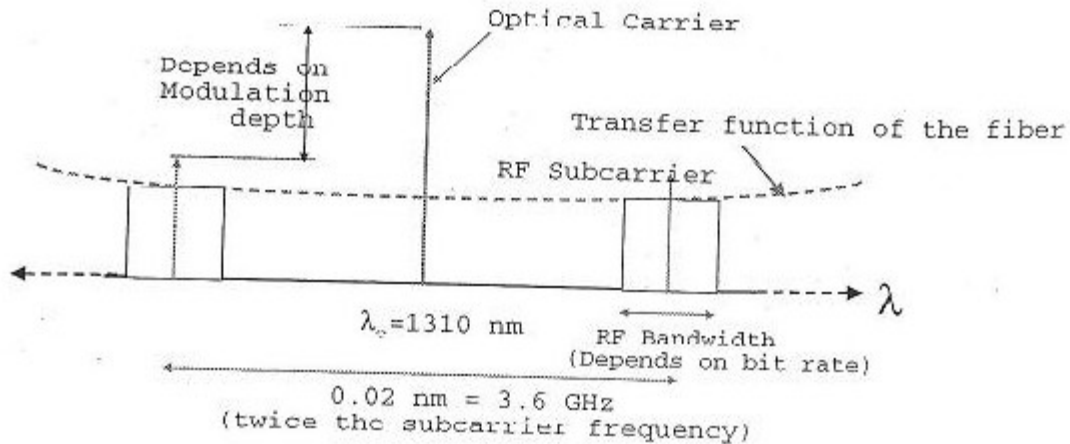 Optical Carrier
Depends on
Modulation
depth
Transfer function of the fiber
RF Subcarrier
λ
λ₀=1310 nm
RF Bandwidth
(Depends on bit rate)
0.02 nm = 3.6 GHz
(twice the subcarrier frequency)